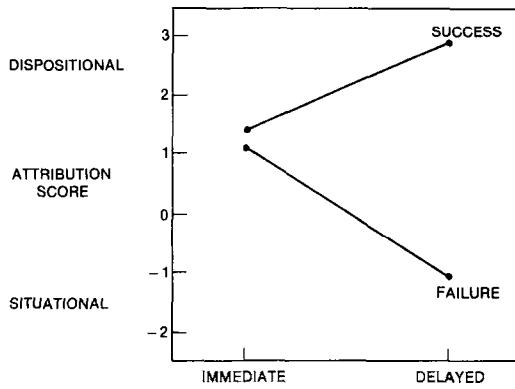 SUCCESS
DISPOSITIONAL
3
2
1
ATTRIBUTION
SCORE
0
−1
SITUATIONAL
FAILURE
−2
IMMEDIATE DELAYED